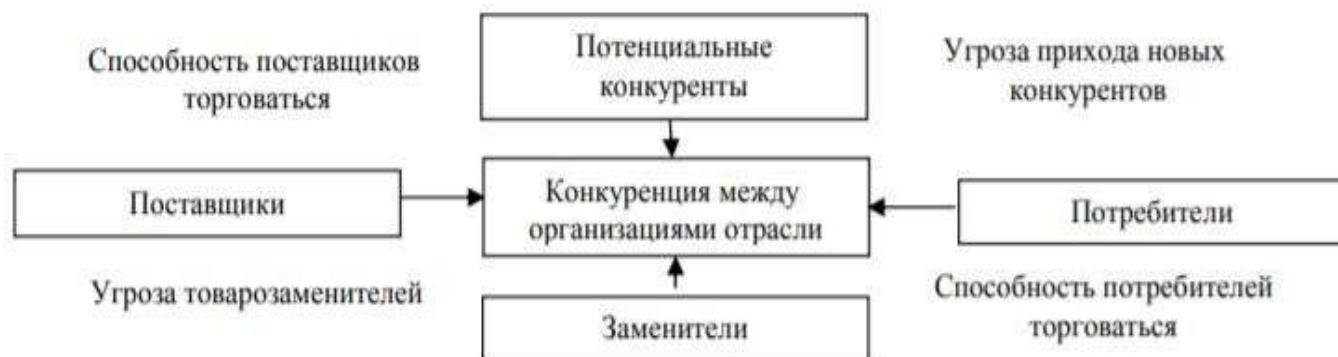 Потенциальные
конкуренты
Способность поставщиков
торговаться
Угроза прихода новых
конкурентов
Поставщики
Конкуренция между
организациями отрасли
Потребители
Угроза товарозаменителей
Заменители
Способность потребителей
торговаться